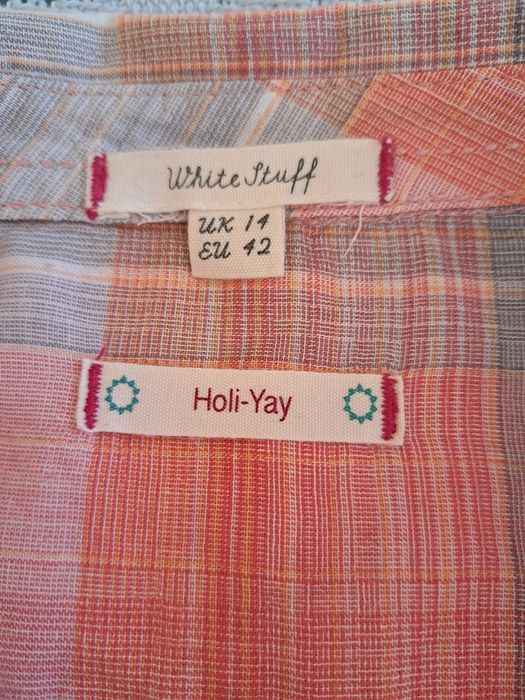 White Stuff
UK 14
EU 42
Holi-Yay